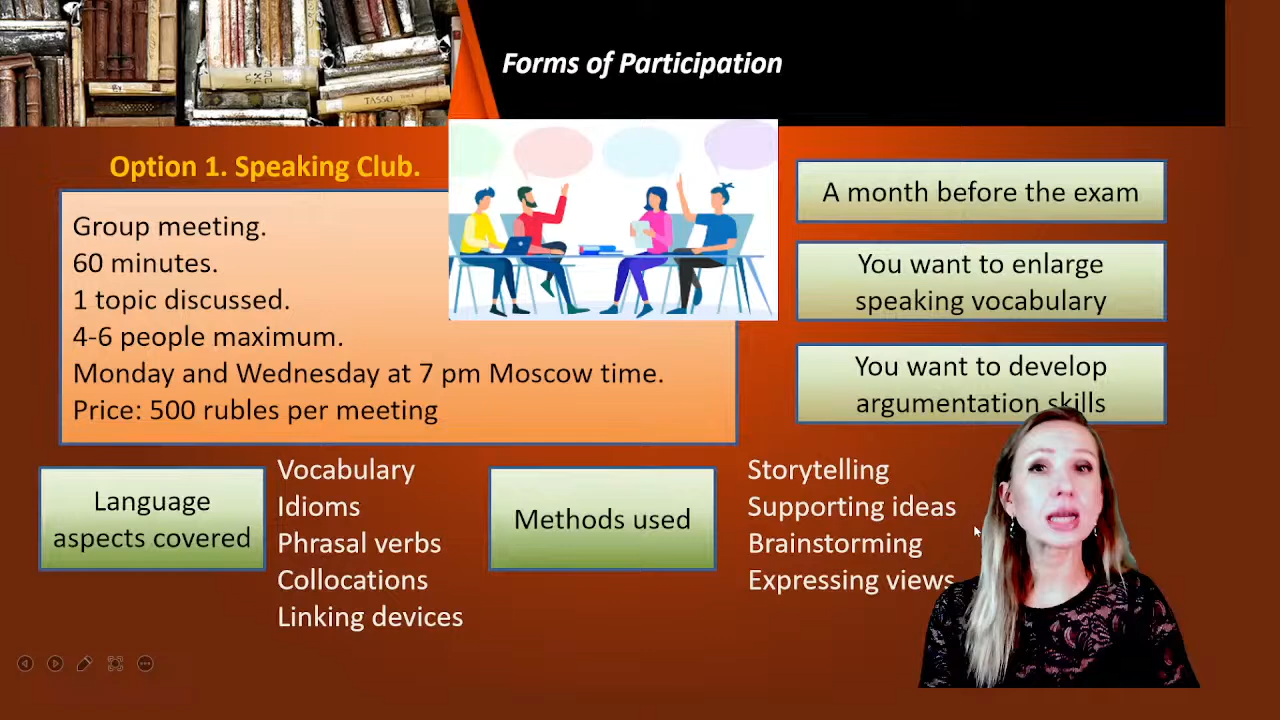 TASSO
Forms of Participation
Option 1. Speaking Club.
Group meeting.
60 minutes.
1 topic discussed.
4-6 people maximum.
Monday and Wednesday at 7 pm Moscow time.
Price: 500 rubles per meeting
A month before the exam
You want to enlarge
speaking vocabulary
You want to develop
argumentation skills
Language
aspects covered
Vocabulary
Idioms
Phrasal verbs
Collocations
Linking devices
Methods used
Storytelling
Supporting ideas
Brainstorming
Expressing views